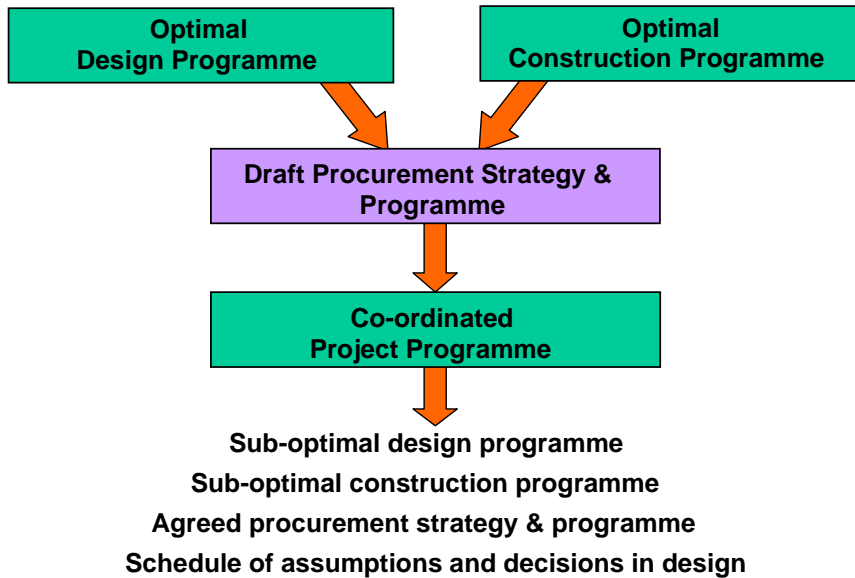 Optimal
Design Programme
Optimal
Construction Programme
Draft Procurement Strategy &
Programme
Co-ordinated
Project Programme
Sub-optimal design programme
Sub-optimal construction programme
Agreed procurement strategy & programme
Schedule of assumptions and decisions in design